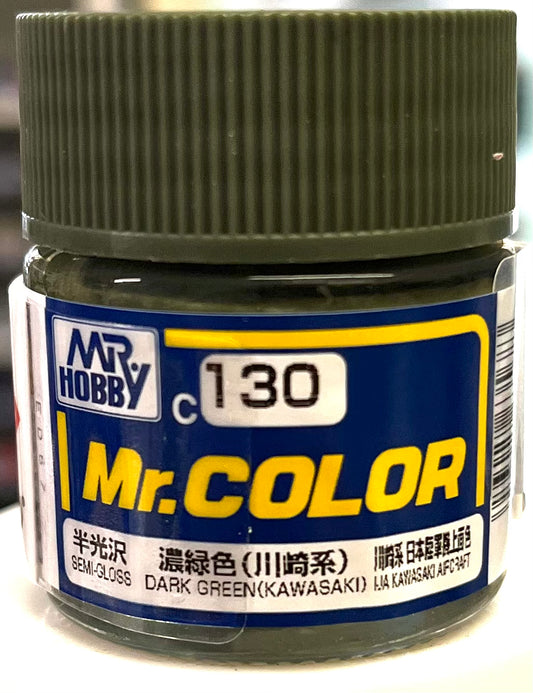 MR.
HOBBY
C 130
Mr.COLOR
半光沢
SEMI-GLOSS
濃緑色(川崎系)
DARK GREEN(KAWASAKI)
川崎系 日本陸軍機上面色
IJA KAWASAKI AIFCRAFT